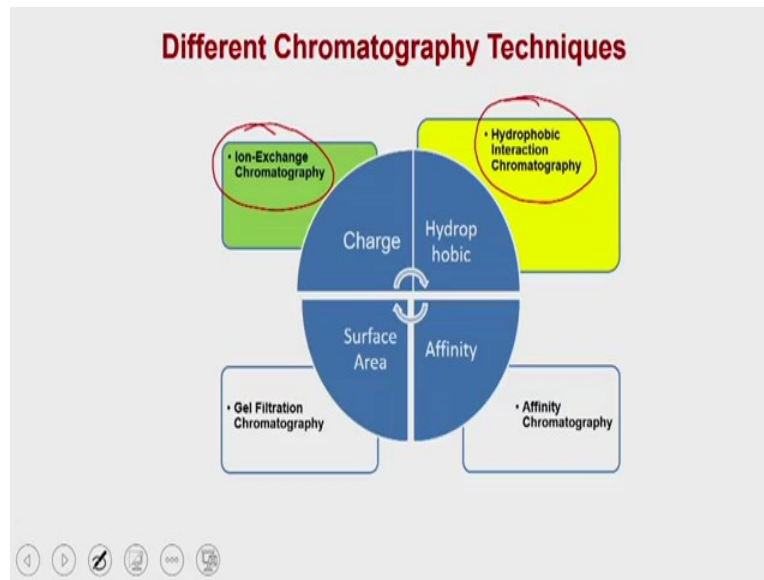 Different Chromatography Techniques
• Ion-Exchange
Chromatography
• Hydrophobic
Interaction
Chromatography
Charge
Hydrop
hobic
Surface
Area
Affinity
• Gel Filtration
Chromatography
• Affinity
Chromatography